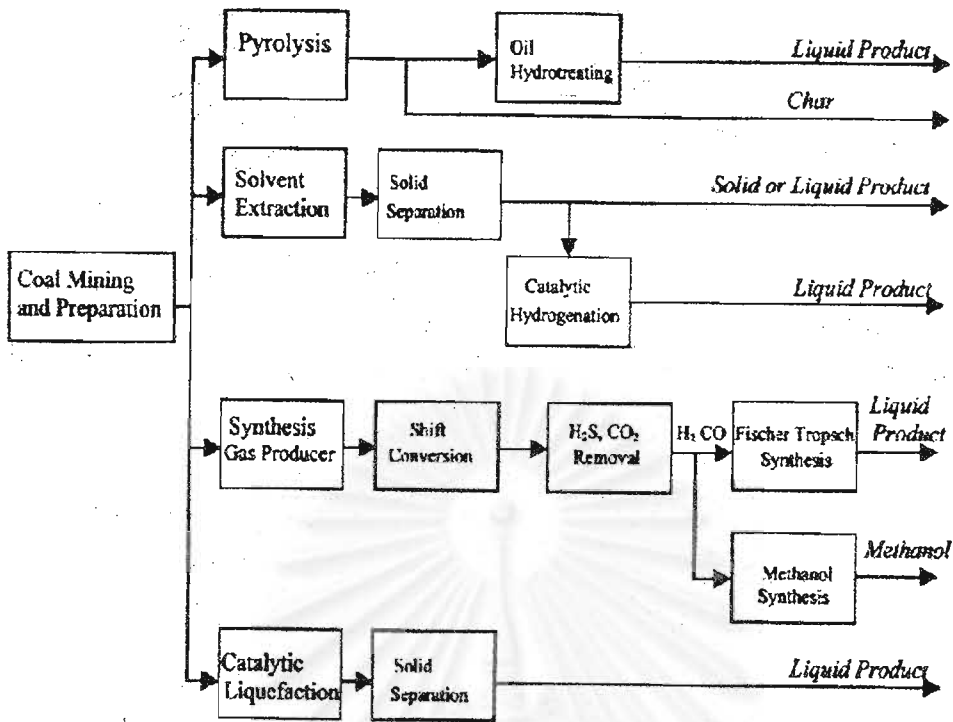 Pyrolysis
Oil
Hydrotreating
Liquid Product
Char
Solvent
Extraction
Solid
Separation
Solid or Liquid Product
Coal Mining
and Preparation
Catalytic
Hydrogenation
Liquid Product
Synthesis
Gas Producer
Shift
Conversion
H₂S, CO₂
Removal
H₂ CO
Fischer Tropsch
Synthesis
Liquid
Product
Methanol
Synthesis
Methanol
Catalytic
Liquefaction
Solid
Separation
Liquid Product